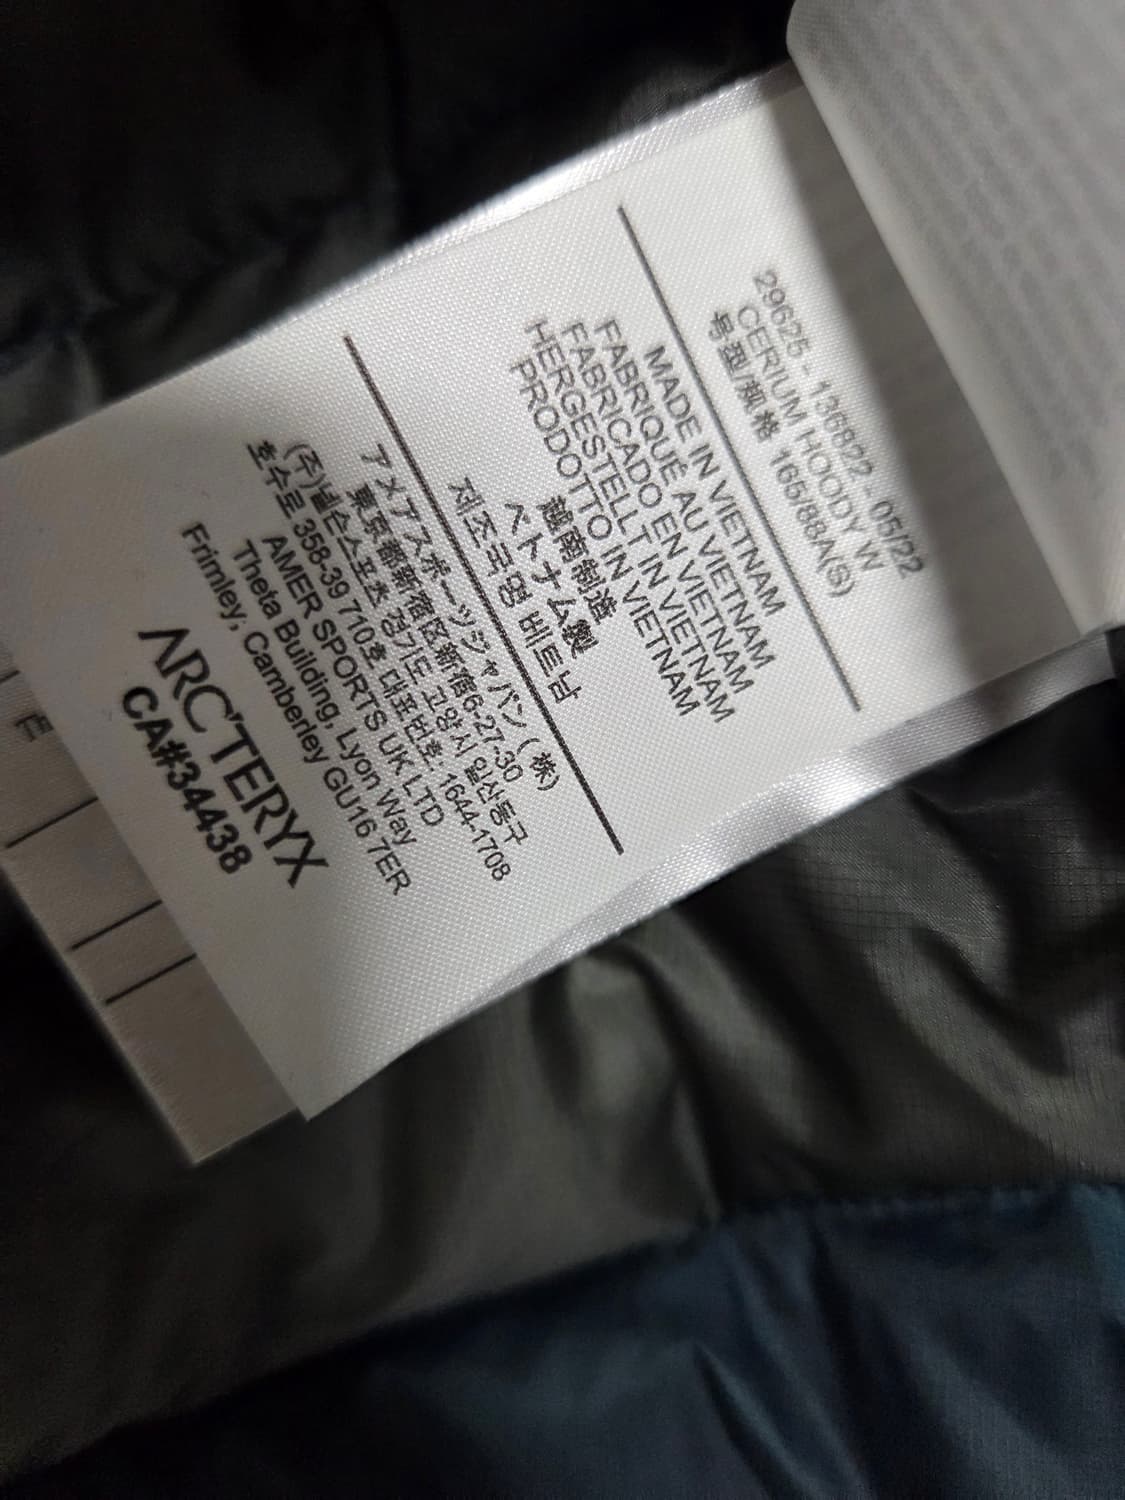 29625 - 136822 - 05/22
CERIUM HOODY W
号型/规格 165/88A(S)
MADE IN VIETNAM
FABRIQUÉ AU VIETNAM
FABRICADO EN VIETNAM
HERGESTELLT IN VIETNAM
PRODOTTO IN VIETNAM
越南制造
ベトナム製
제조국명 베트남
アメアスポーツジャパン (株)
東京都新宿区新宿6-27-30
(주)넬슨스포츠 경기도 고양시 일산동구
호수로 358-39 710호 대표번호: 1644-1708
AMER SPORTS UK LTD
Theta Building, Lyon Way
Frimley, Camberley GU16 7ER
ARC'TERYX
CA#34438